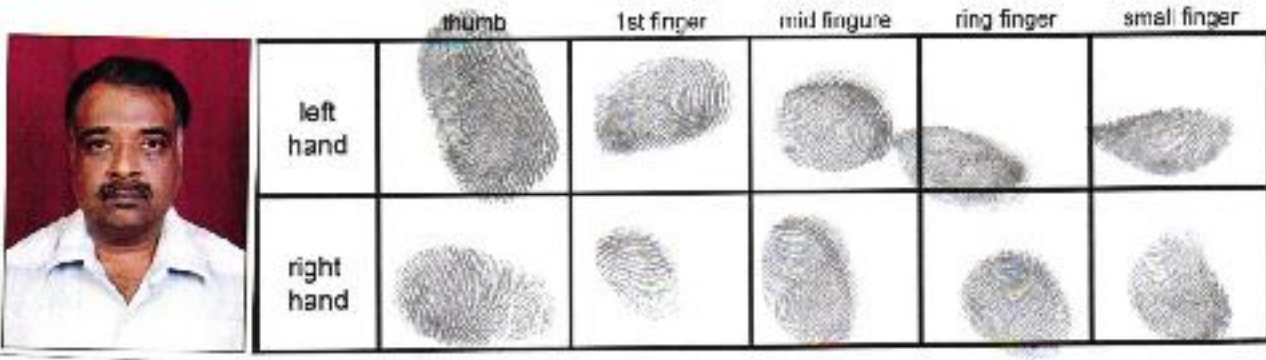 thumb 1st finger mid fingure ring finger small finger
left
hand
right
hand